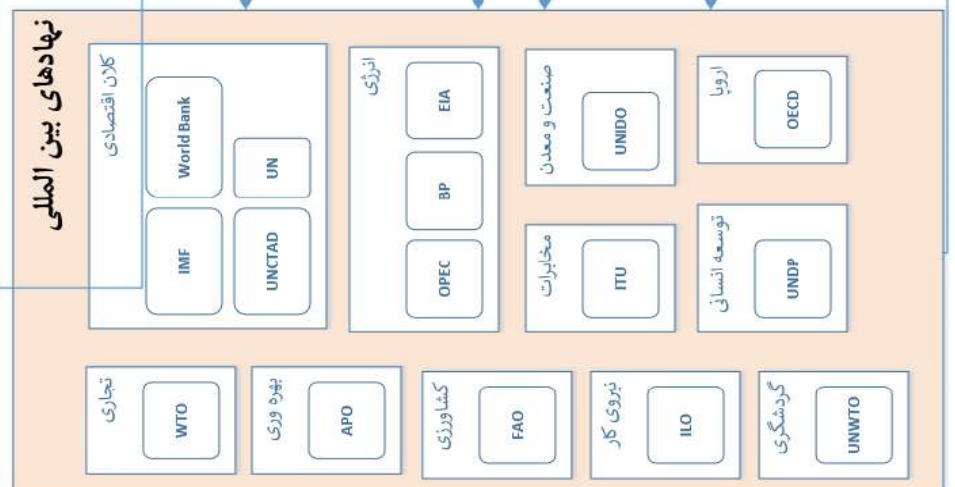 نهادهای بین المللی
کلان اقتصادی
World Bank
IMF
UN
UNCTAD
تجاری
WTO
بهره وری
APO
انرژی
EIA
BP
OPEC
کشاورزی
FAO
صنعت و معدن
UNIDO
مخابرات
ITU
نیروی کار
ILO
اروپا
OECD
توسعه انسانی
UNDP
گردشگری
UNWTO